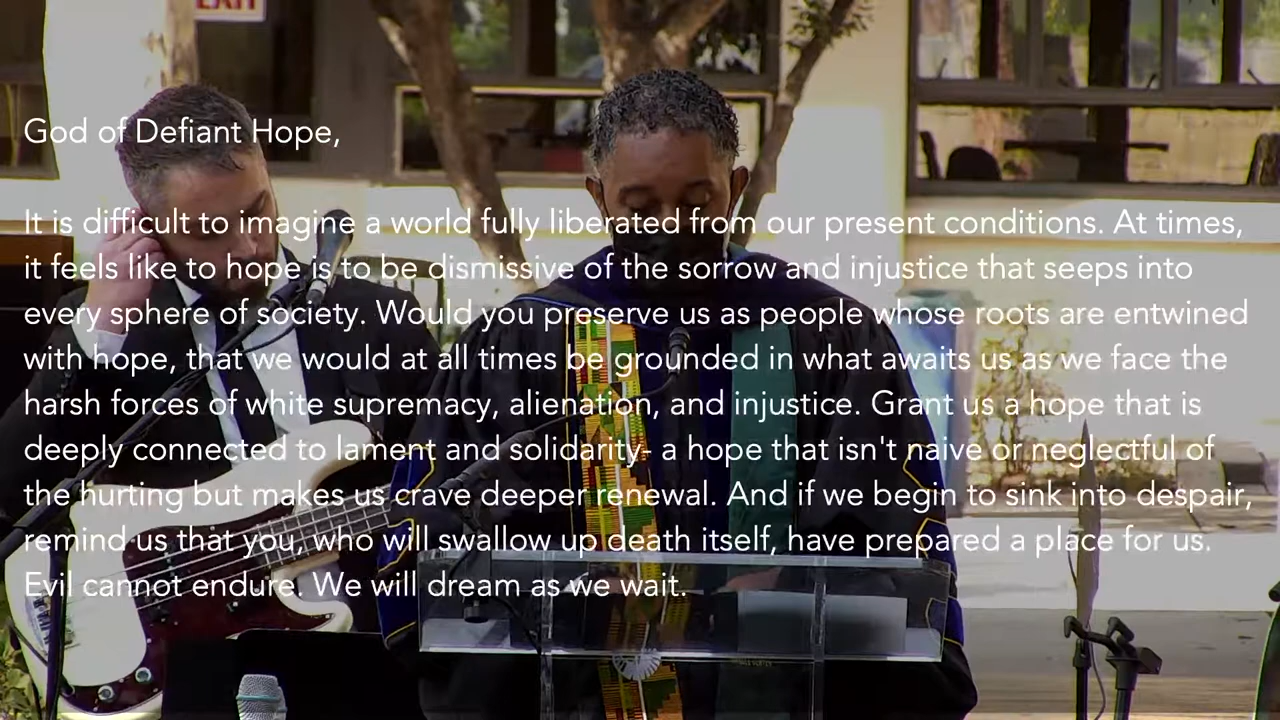 EXIT
God of Defiant Hope,
It is difficult to imagine a world fully liberated from our present conditions. At times,
it feels like to hope is to be dismissive of the sorrow and injustice that seeps into
every sphere of society. Would you preserve us as people whose roots are entwined
with hope, that we would at all times be grounded in what awaits us as we face the
harsh forces of white supremacy, alienation, and injustice. Grant us a hope that is
deeply connected to lament and solidarity- a hope that isn't naive or neglectful of
the hurting but makes us crave deeper renewal. And if we begin to sink into despair,
remind us that you, who will swallow up death itself, have prepared a place for us.
Evil cannot endure. We will dream as we wait.